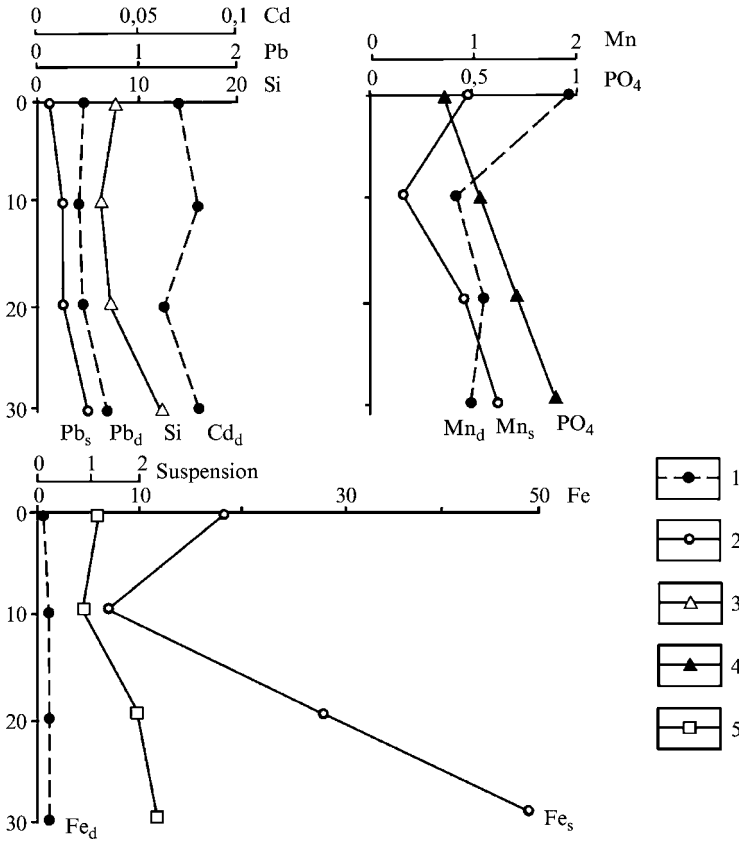 0 0,05 0,1 Cd
0 1 2 Pb
0 10 20 Si
0
10
20
30
Pbs Pbd Si Cdd
0 1 2 Mn
0 0,5 1 PO4
Mnd Mns PO4
0 1 2 Suspension
0 10 30 50 Fe
0
10
20
30
Fed Fes
1
2
3
4
5